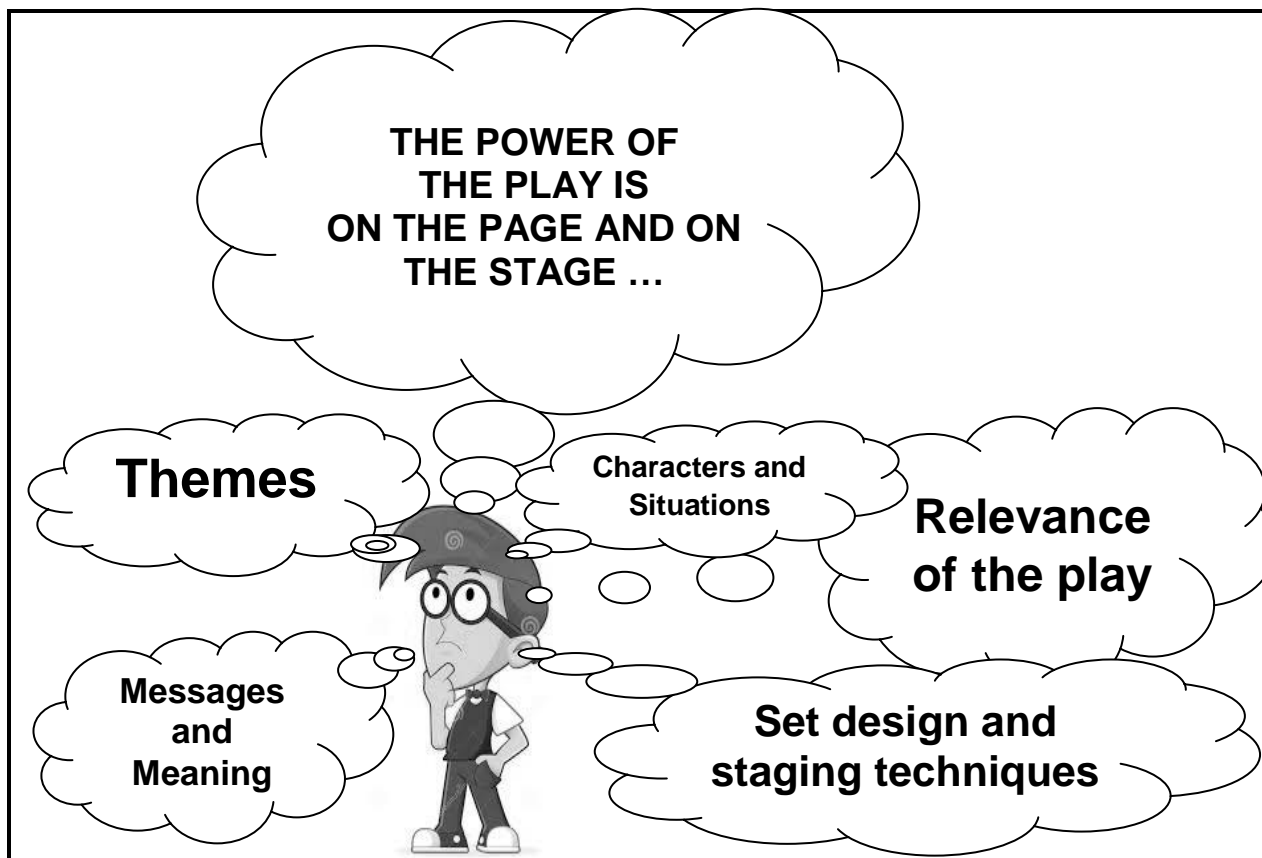 THE POWER OF
THE PLAY IS
ON THE PAGE AND ON
THE STAGE …
Themes
Characters and
Situations
Relevance
of the play
Messages
and
Meaning
Set design and
staging techniques